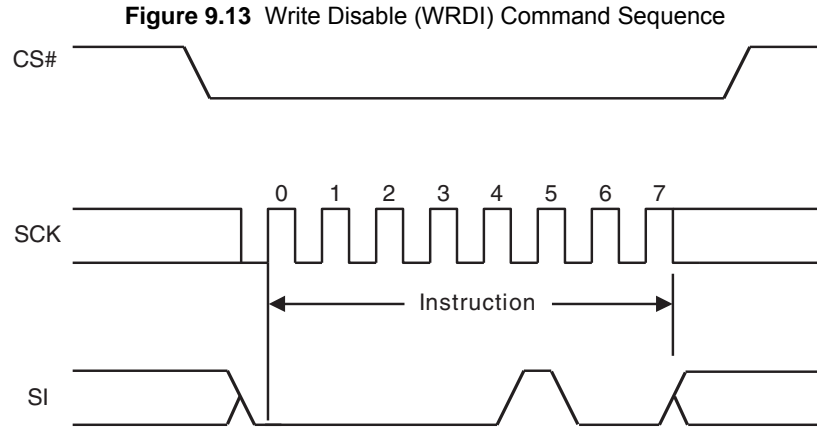 Figure 9.13 Write Disable (WRDI) Command Sequence
CS#
0 1 2 3 4 5 6 7
SCK
Instruction
SI